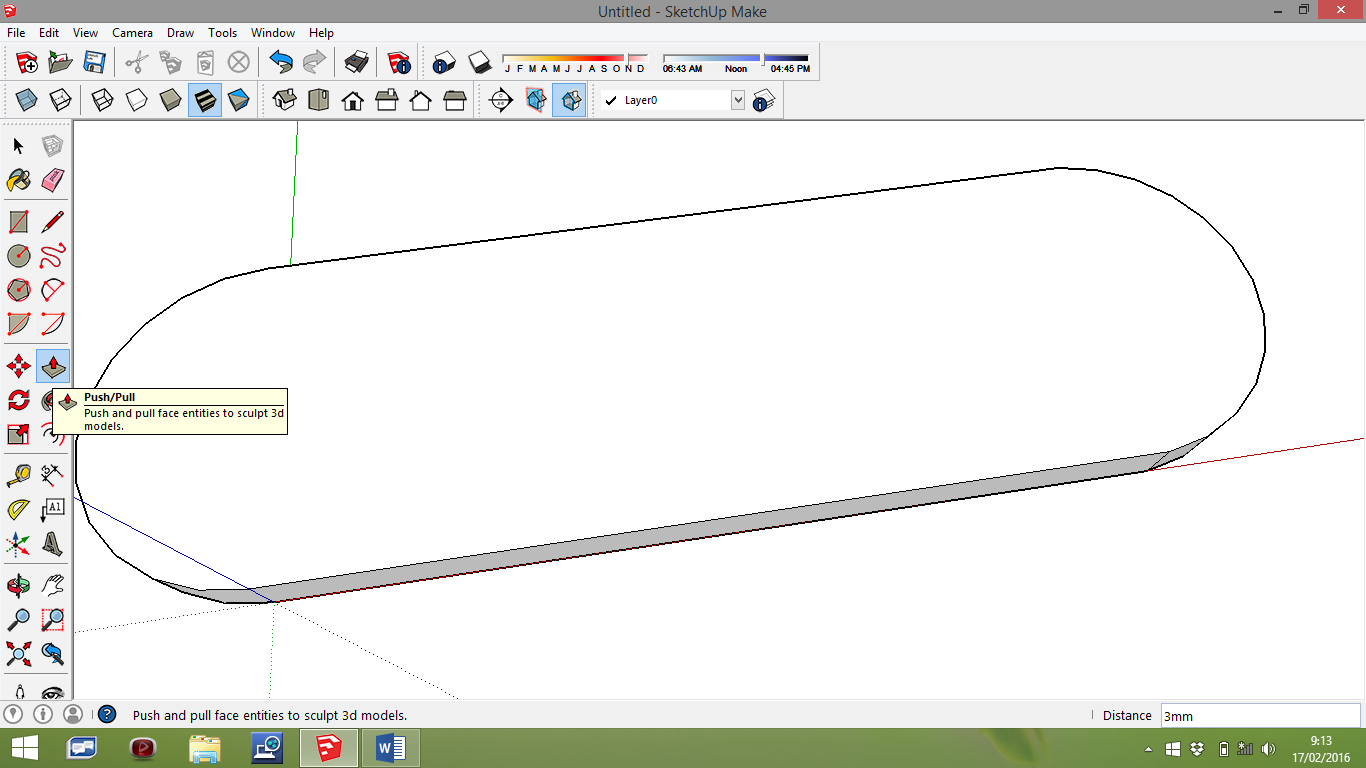 Untitled - SketchUp Make
File Edit View Camera Draw Tools Window Help
J F M A M J J A S O N D
06:43 AM Noon 04:45 PM
Layer0
Push/Pull
Push and pull face entities to sculpt 3d
models.
A1
Push and pull face entities to sculpt 3d models.
Distance 3mm
9:13
17/02/2016